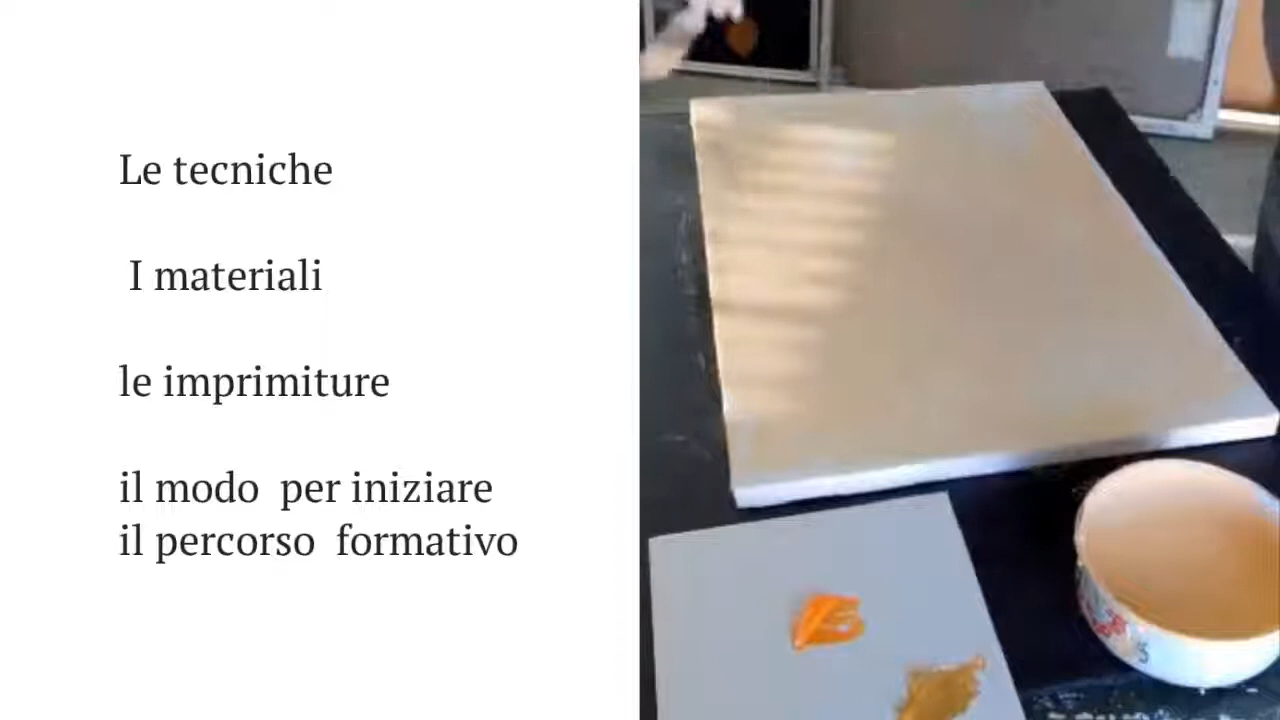 Le tecniche
I materiali
le imprimiture
il modo per iniziare
il percorso formativo